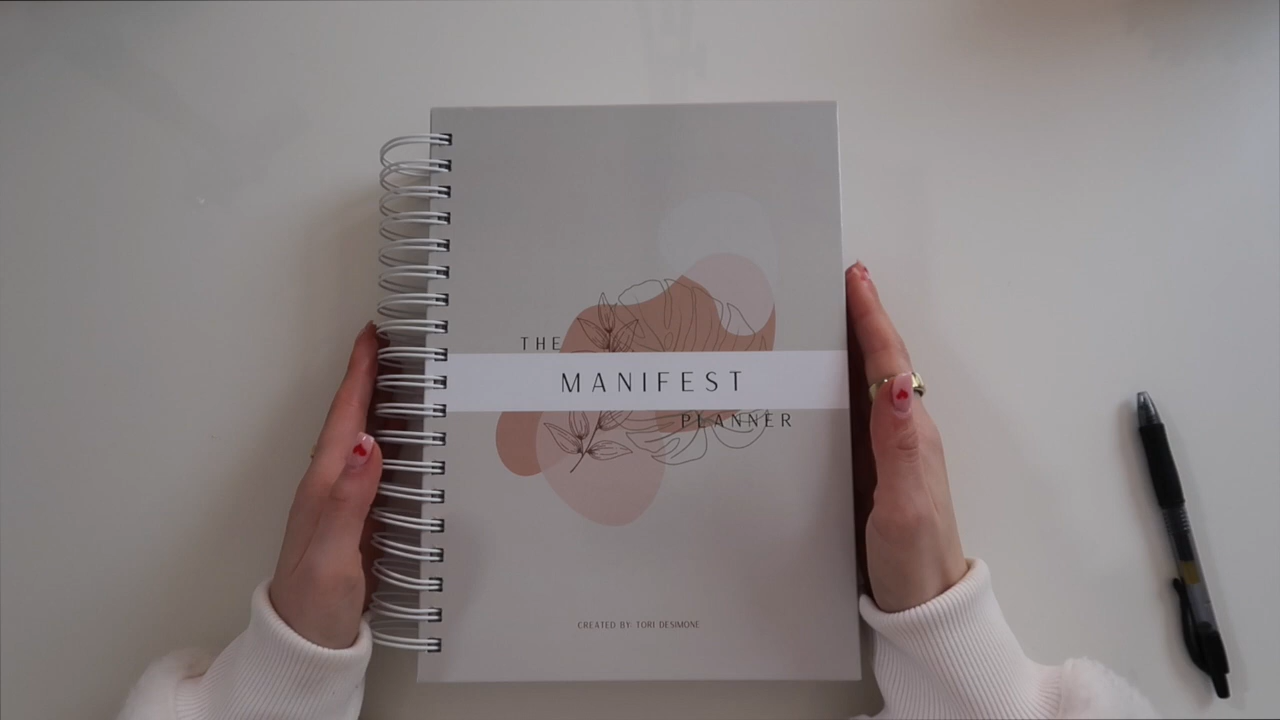 THE
MANIFEST
PLANNER
CREATED BY: TORI DESIMONE